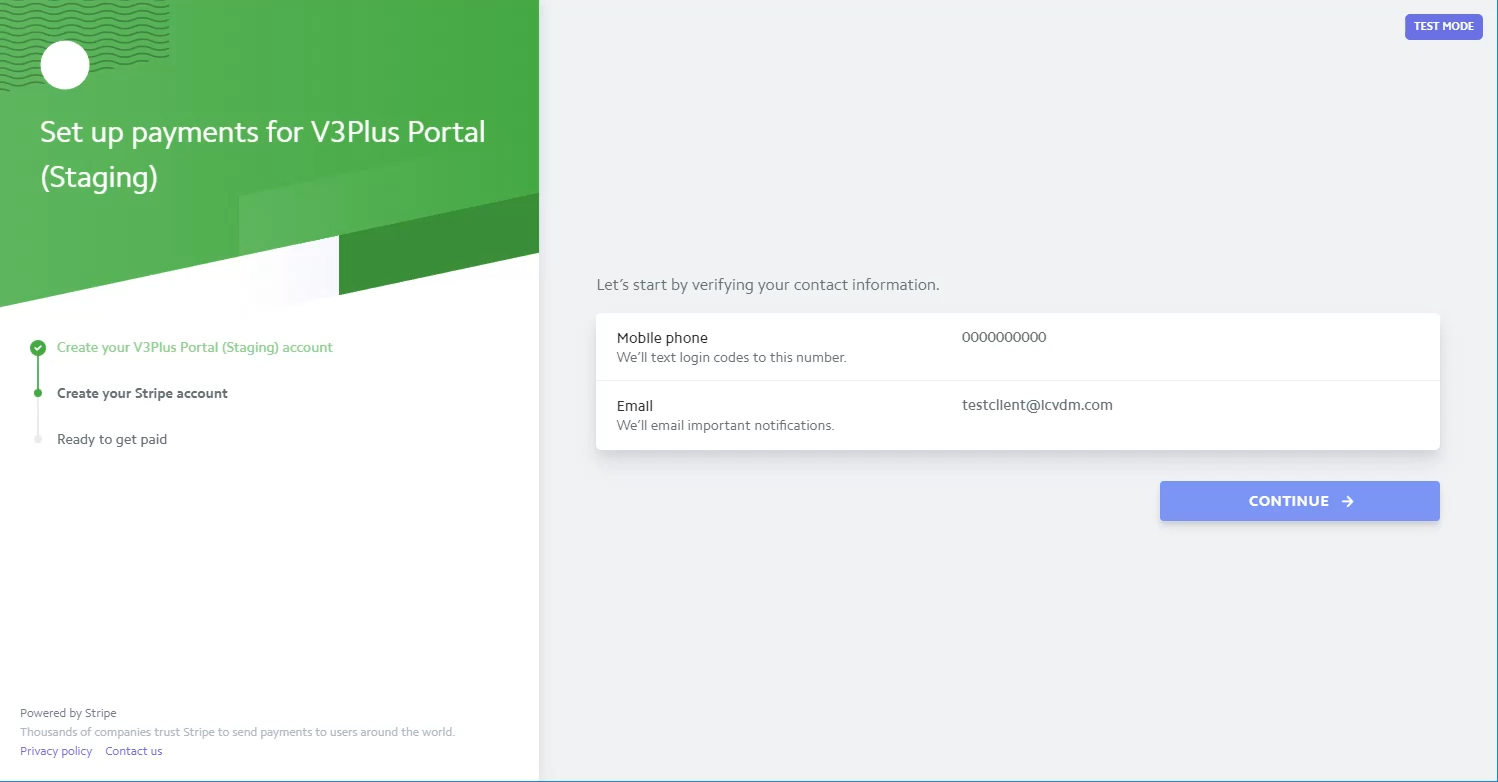 TEST MODE
Set up payments for V3Plus Portal
(Staging)
Create your V3Plus Portal (Staging) account
Create your Stripe account
Ready to get paid
Let's start by verifying your contact information.
Mobile phone
0000000000
We'll text login codes to this number.
Email
testclient@lcvdm.com
We'll email important notifications.
CONTINUE →
Powered by Stripe
Thousands of companies trust Stripe to send payments to users around the world.
Privacy policy Contact us